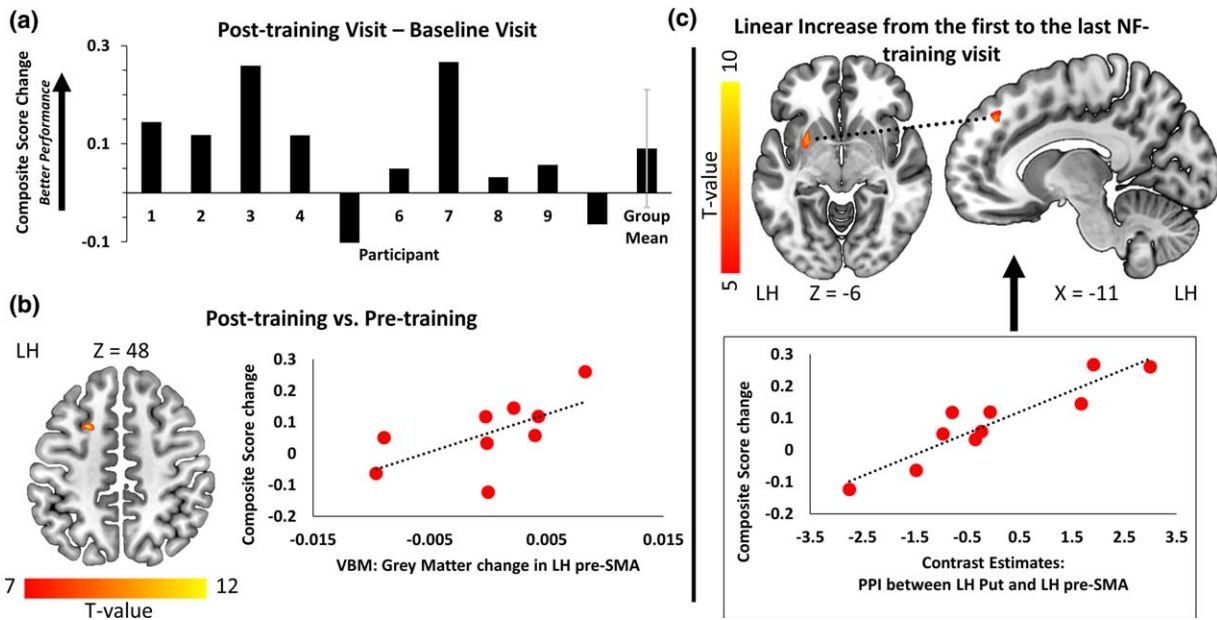 (a)
Post-training Visit – Baseline Visit
Composite Score Change
Better Performance
0.3
0.1
-0.1
1 2 3 4 6 7 8 9 Group
Mean
Participant
(b)
Post-training vs. Pre-training
LH Z = 48
7 12
T-value
Composite Score change
0.3
0.2
0.1
0
-0.1
-0.2
-0.015 -0.005 0.005 0.015
VBM: Grey Matter change in LH pre-SMA
(c)
Linear Increase from the first to the last NF-
training visit
10
T-value
5
LH Z = -6 X = -11 LH
Composite Score change
0.3
0.2
0.1
0
-0.1
-0.2
-3.5 -2.5 -1.5 -0.5 0.5 1.5 2.5 3.5
Contrast Estimates:
PPI between LH Put and LH pre-SMA